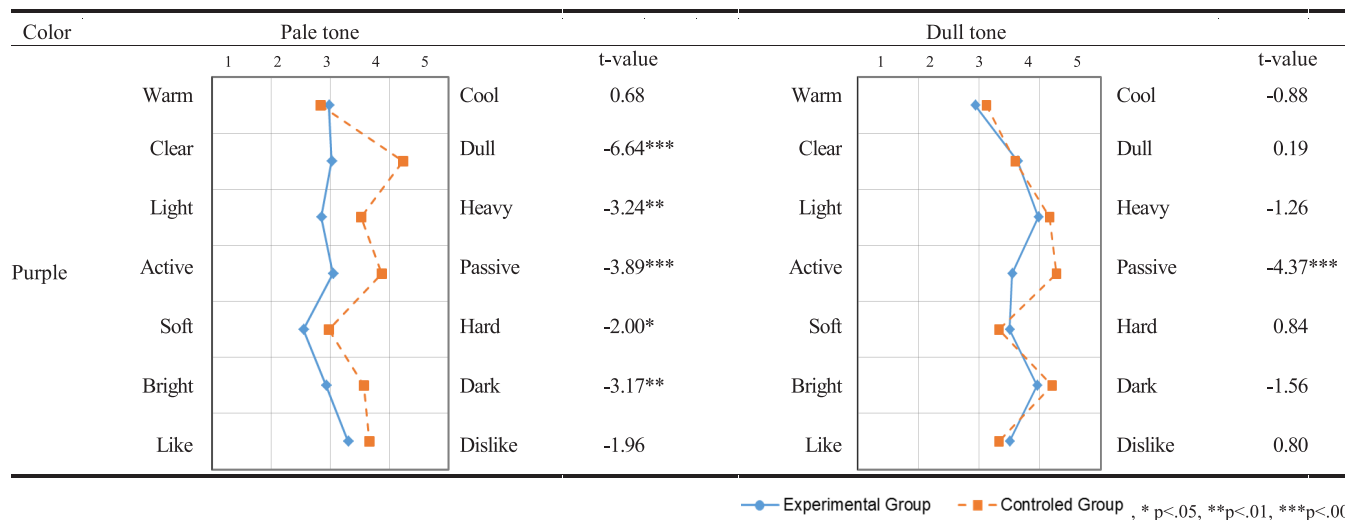 Color Pale tone Dull tone
1 2 3 4 5 t-value 1 2 3 4 5 t-value
Warm Cool 0.68 Warm Cool -0.88
Clear Dull -6.64*** Clear Dull 0.19
Light Heavy -3.24** Light Heavy -1.26
Purple Active Passive -3.89*** Active Passive -4.37***
Soft Hard -2.00* Soft Hard 0.84
Bright Dark -3.17** Bright Dark -1.56
Like Dislike -1.96 Like Dislike 0.80
Experimental Group Controled Group , * p<.05, **p<.01, ***p<.00